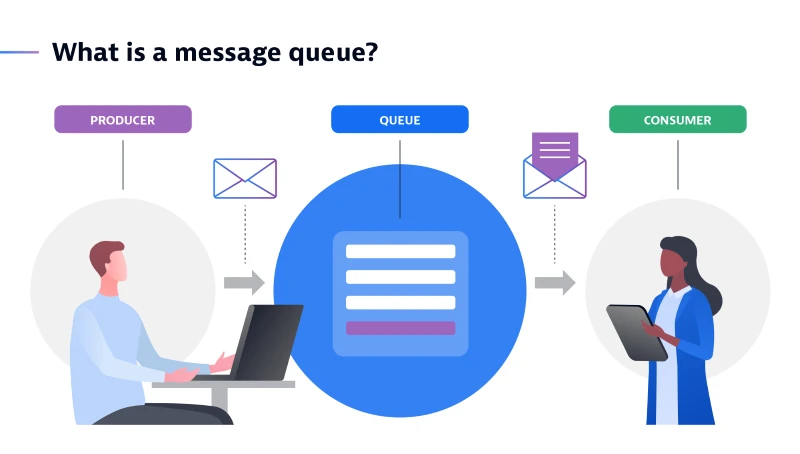 What is a message queue?
PRODUCER
QUEUE
CONSUMER